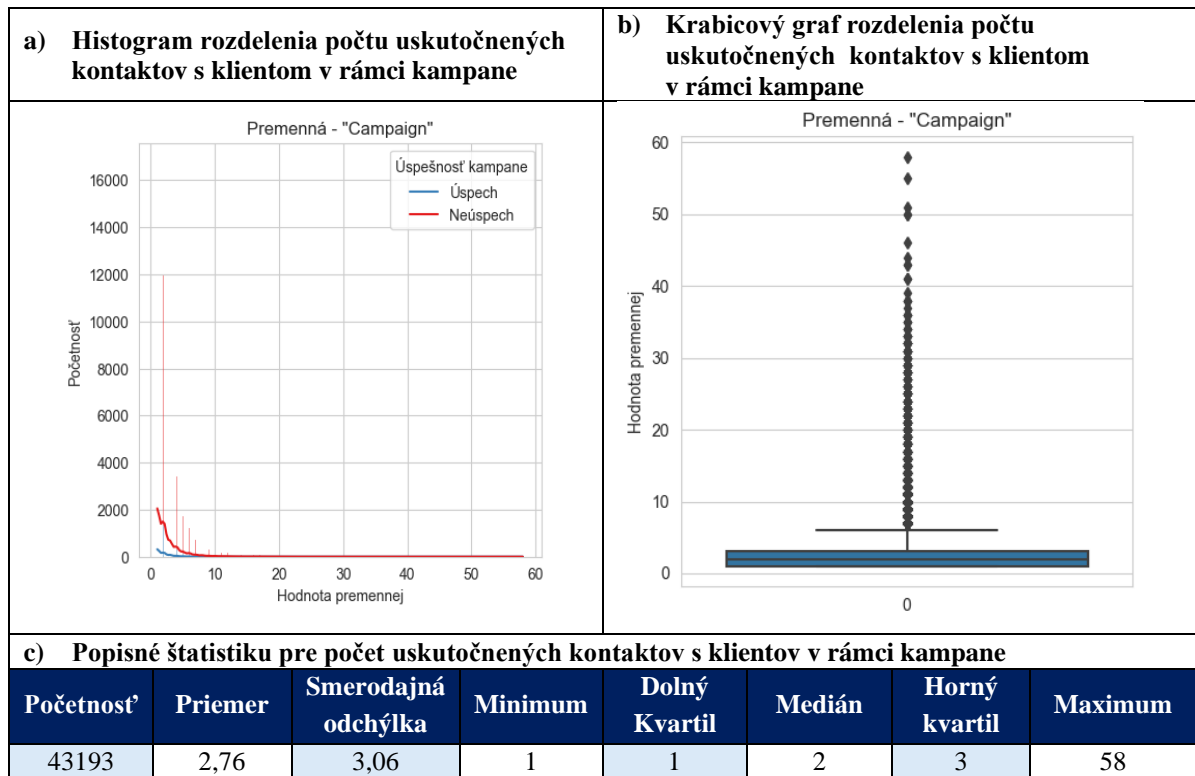 a) Histogram rozdelenia počtu uskutočnených
kontaktov s klientom v rámci kampane
b) Krabicový graf rozdelenia počtu
uskutočnených kontaktov s klientom
v rámci kampane
Premenná - "Campaign"
Úspešnosť kampane
Úspech
Neúspech
16000
14000
12000
10000
8000
6000
4000
2000
0
Početnosť
0 10 20 30 40 50 60
Hodnota premennej
Premenná - "Campaign"
60
50
40
30
20
10
0
Hodnota premennej
0
c) Popisné štatistiku pre počet uskutočnených kontaktov s klientov v rámci kampane
Početnosť Priemer Smerodajná odchýlka Minimum Dolný Kvartil Medián Horný kvartil Maximum
43193 2,76 3,06 1 1 2 3 58